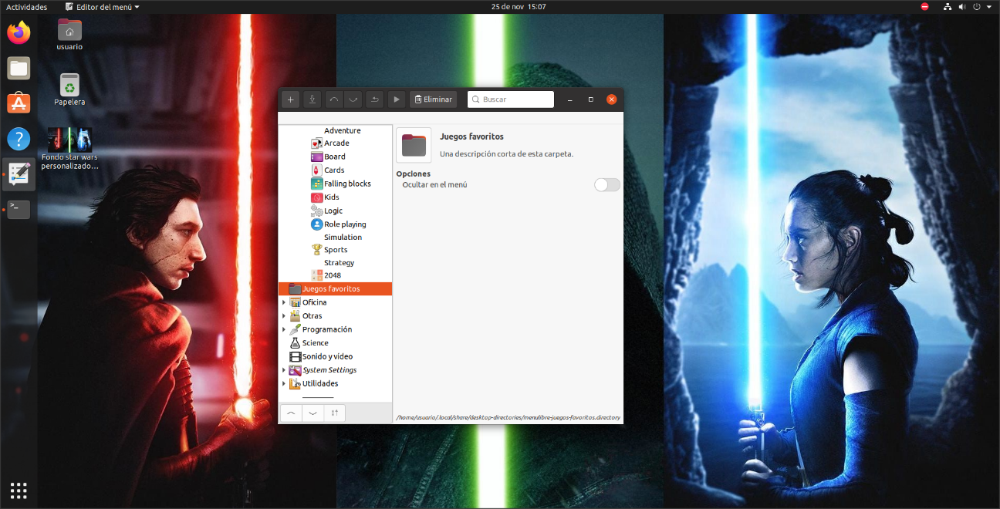 Actividades
Editor del menú
25 de nov 15:07
usuario
Papelera
Fondo star wars
personalizado...
Eliminar
Buscar
Adventure
Arcade
Board
Cards
Falling blocks
Kids
Logic
Role playing
Simulation
Sports
Strategy
2048
Juegos favoritos
Oficina
Otras
Programación
Science
Sonido y vídeo
System Settings
Utilidades
Juegos favoritos
Una descripción corta de esta carpeta.
Opciones
Ocultar en el menú
/home/usuario/.local/share/desktop-directories/menulibre-juegos-favoritos.directory